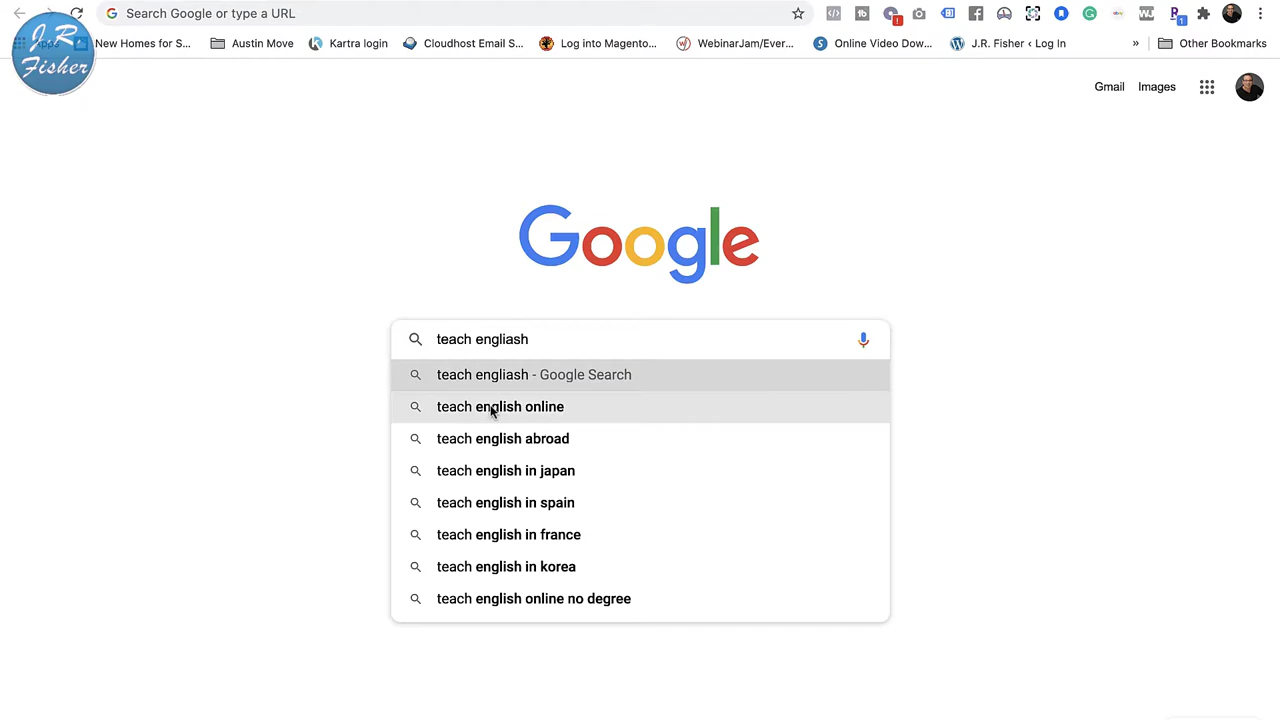 Search Google or type a URL
J.R
Fisher
New Homes for S...
Austin Move
Kartra login
Cloudhost Email S...
Log into Magento...
WebinarJam/Ever...
Online Video Dow...
J.R. Fisher ‹ Log In
»
Other Bookmarks
Gmail
Images
Google
teach engliash
teach engliash - Google Search
teach english online
teach english abroad
teach english in japan
teach english in spain
teach english in france
teach english in korea
teach english online no degree